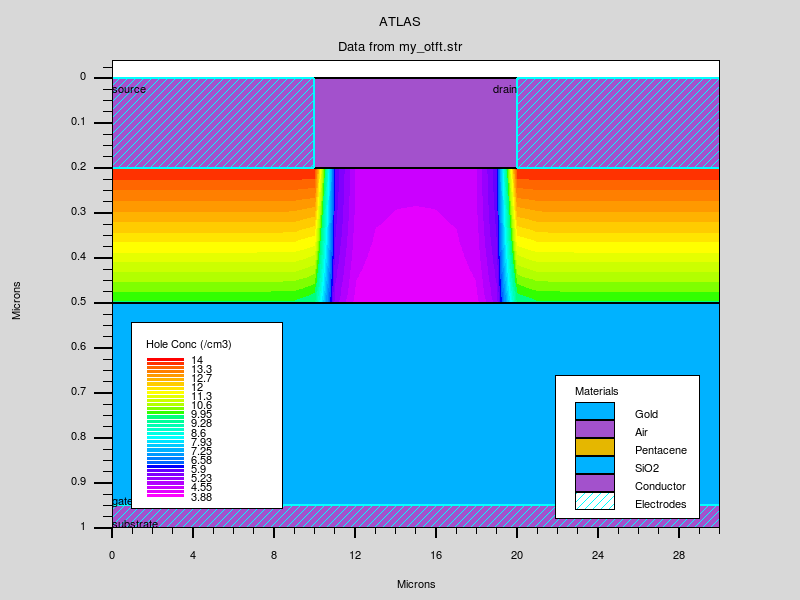 ATLAS
Data from my_otft.str
source
drain
0
0.1
0.2
0.3
0.4
0.5
0.6
0.7
0.8
0.9
1
Microns
Hole Conc (/cm3)
14
13.3
12.7
12
11.3
10.6
9.95
9.28
8.6
7.93
7.25
6.58
5.9
5.23
4.55
3.88
Materials
Gold
Air
Pentacene
SiO2
Conductor
Electrodes
gate
substrate
0
4
8
12
16
20
24
28
Microns